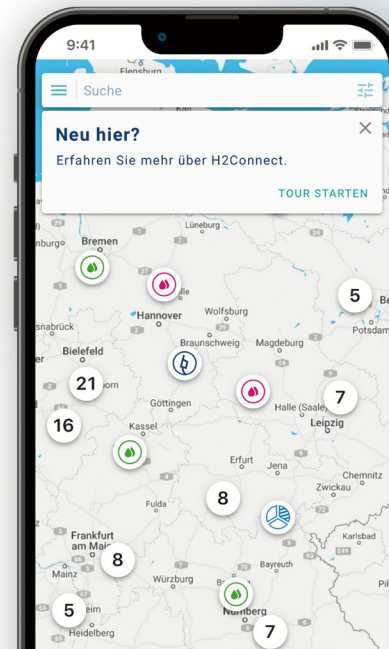 9:41
Flensburg
Suche
Neu hier?
Erfahren Sie mehr über H2Connect.
TOUR STARTEN
Lüneburg
Bremen
Hannover
Wolfsburg
5
Potsdam
Braunschweig
Magdeburg
Bielefeld
21
Hannover
Göttingen
Halle (Saale)
7
16
Kassel
Leipzig
Erfurt
Jena
Chemnitz
8
Zwickau
Fulda
Karlsbad
Frankfurt
am Main
8
Mainz
Würzburg
Bayreuth
5
Nürnberg
Heidelberg
7